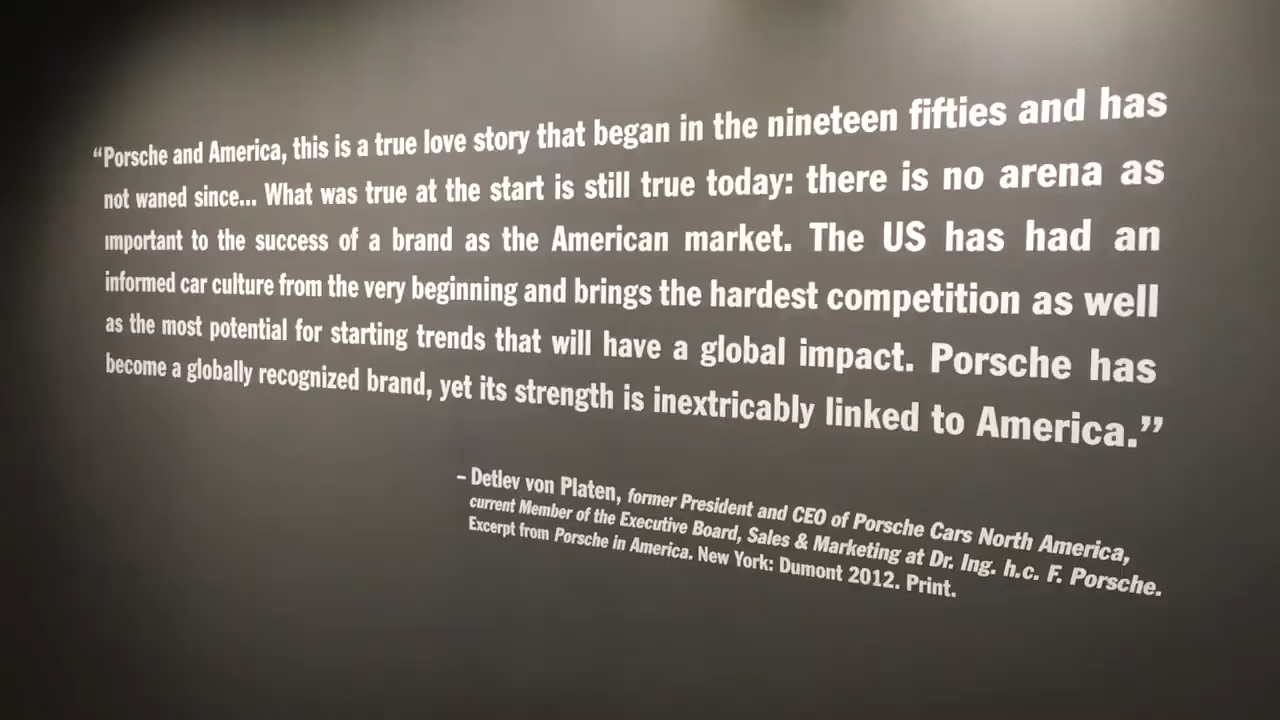 “Porsche and America, this is a true love story that began in the nineteen fifties and has
not waned since... What was true at the start is still true today: there is no arena as
important to the success of a brand as the American market. The US has had an
informed car culture from the very beginning and brings the hardest competition as well
as the most potential for starting trends that will have a global impact. Porsche has
become a globally recognized brand, yet its strength is inextricably linked to America.”
– Detlev von Platen, former President and CEO of Porsche Cars North America,
current Member of the Executive Board, Sales & Marketing at Dr. Ing. h.c. F. Porsche.
Excerpt from Porsche in America. New York: Dumont 2012. Print.